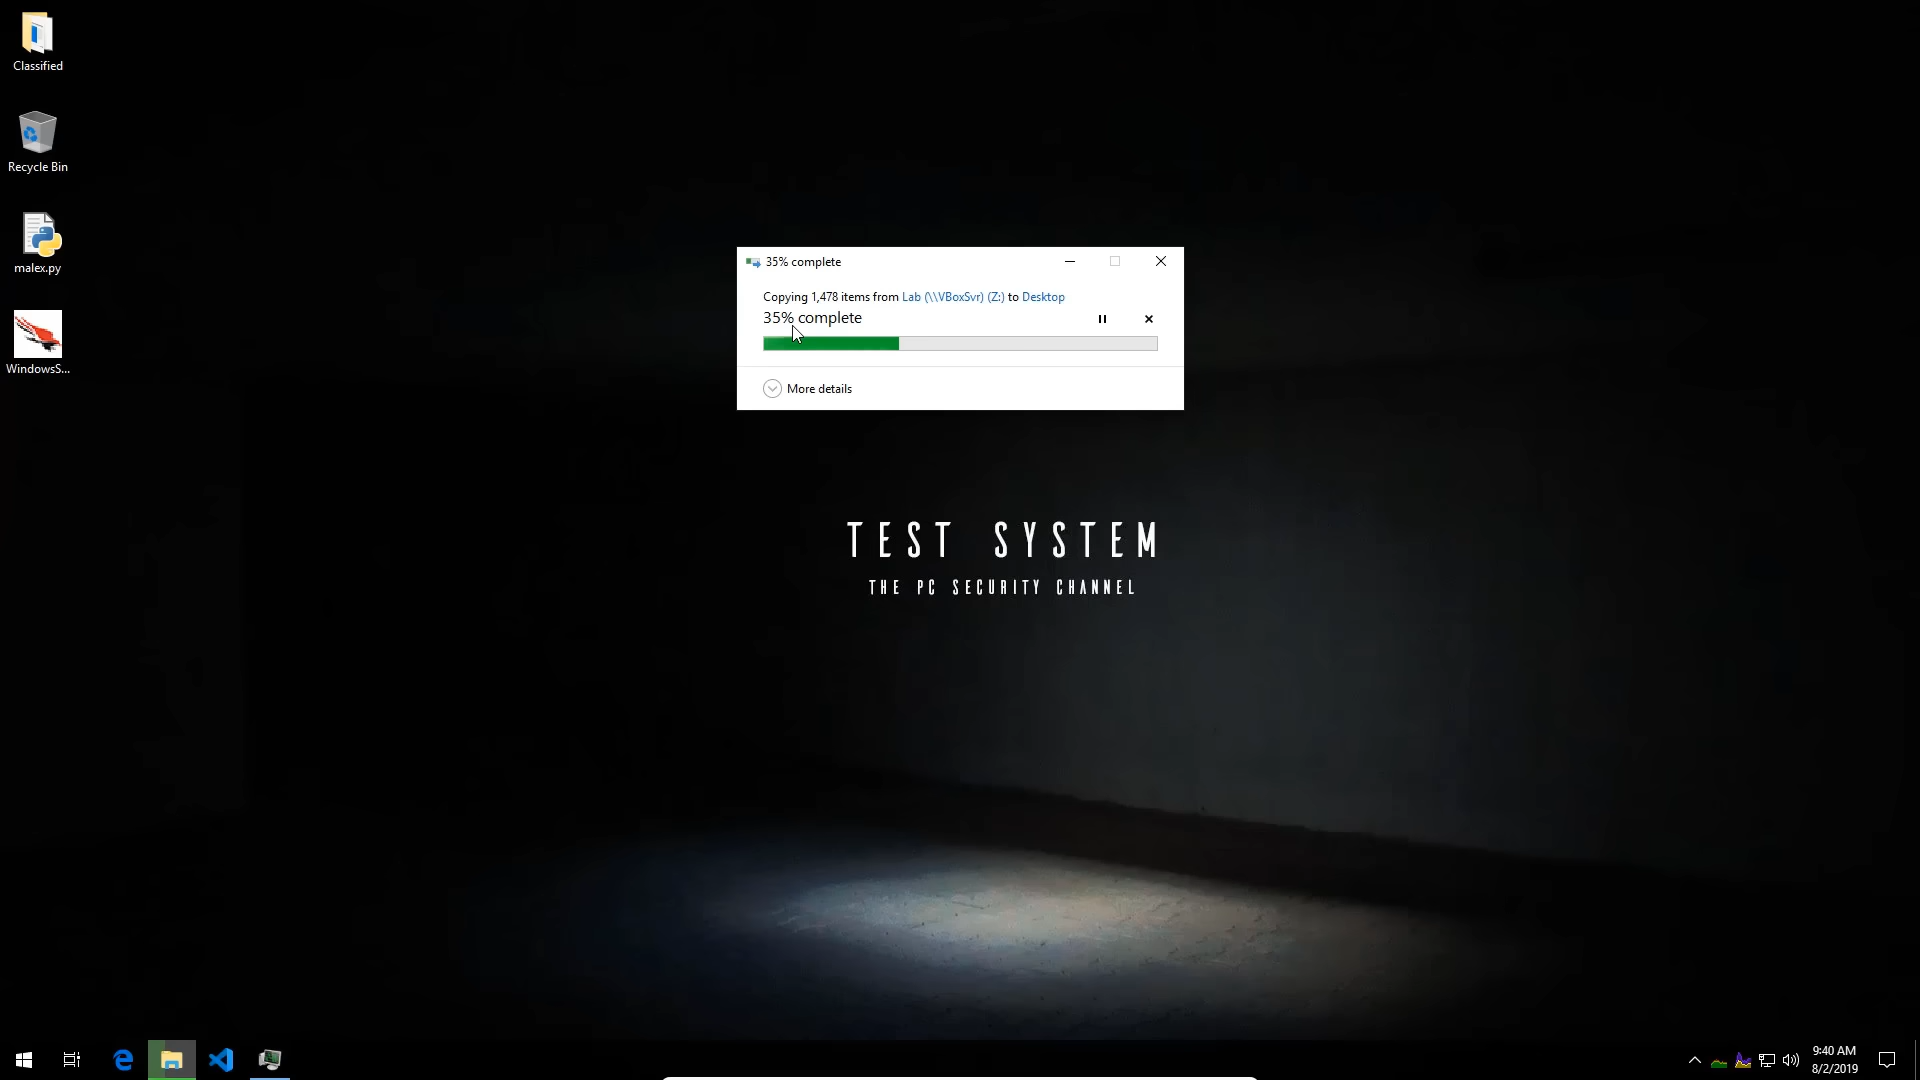 Classified
Recycle Bin
malex.py
WindowsS...
35% complete
Copying 1,478 items from Lab (\\VBoxSvr) (Z:) to Desktop
35% complete
More details
TEST SYSTEM
THE PC SECURITY CHANNEL
9:40 AM
8/2/2019